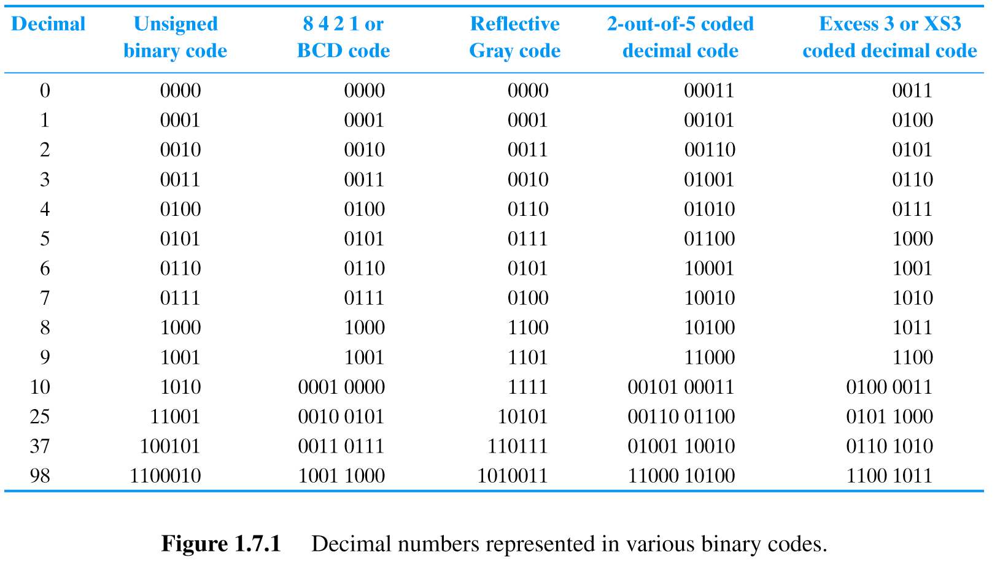 Decimal Unsigned 8 4 2 1 or Reflective 2-out-of-5 coded Excess 3 or XS3
binary code BCD code Gray code decimal code coded decimal code
0 0000 0000 0000 00011 0011
1 0001 0001 0001 00101 0100
2 0010 0010 0011 00110 0101
3 0011 0011 0010 01001 0110
4 0100 0100 0110 01010 0111
5 0101 0101 0111 01100 1000
6 0110 0110 0101 10001 1001
7 0111 0111 0100 10010 1010
8 1000 1000 1100 10100 1011
9 1001 1001 1101 11000 1100
10 1010 0001 0000 1111 00101 00011 0100 0011
25 11001 0010 0101 10101 00110 01100 0101 1000
37 100101 0011 0111 110111 01001 10010 0110 1010
98 1100010 1001 1000 1010011 11000 10100 1100 1011
Figure 1.7.1 Decimal numbers represented in various binary codes.